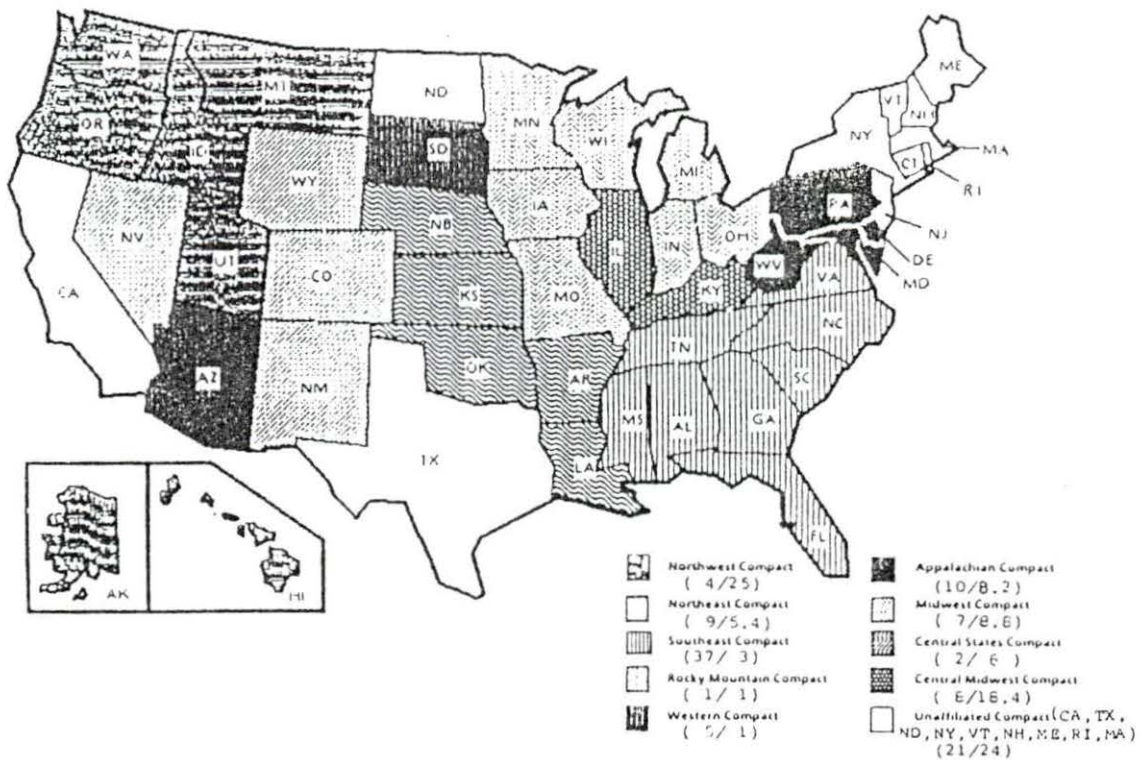 WA
MT
ND
MN
ME
VT
NH
OR
ID
SD
WI
NY
MA
MI
CT
RI
WY
IA
PA
NB
NJ
NV
IL
IN
OH
DE
UT
CO
WV
MD
VA
CA
KS
MO
KY
NC
TN
AZ
NM
OK
AR
SC
MS
AL
GA
TX
LA
FL
AK
HI
Northwest Compact
( 4/25)
Northeast Compact
( 9/5.4)
Southeast Compact
(37/ 3)
Rocky Mountain Compact
( 1/ 1)
Western Compact
( 5/ 1)
Appalachian Compact
(10/8.2)
Midwest Compact
( 7/8.8)
Central States Compact
( 2/ 6 )
Central Midwest Compact
( 8/18.4)
Unaffiliated Compact(CA,TX,
ND,NY,VT,NH,ME,RI,MA)
(21/24)